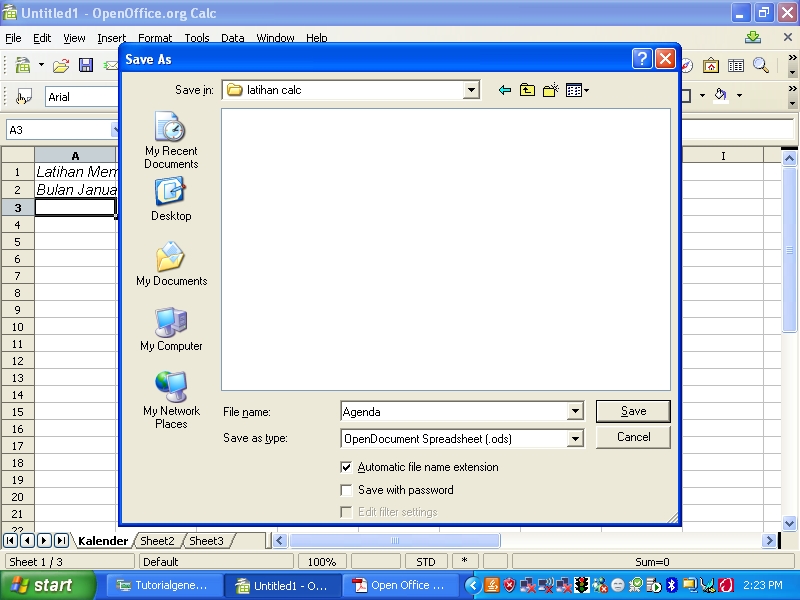 Untitled1 - OpenOffice.org Calc
File Edit View Insert Format Tools Data Window Help
Save As
Save in: latihan calc
Arial
A3
A I
1 Latihan Mem
2 Bulan Janua
3
4
5
6
7
8
9
10
11
12
13
14
15
16
17
18
19
20
21
22
My Recent
Documents
Desktop
My Documents
My Computer
My Network
Places
File name: Agenda Save
Save as type: OpenDocument Spreadsheet (.ods) Cancel
Automatic file name extension
Save with password
Edit filter settings
Kalender Sheet2 Sheet3
Sheet 1 / 3 Default 100% STD * Sum=0
start Tutorialgene... Untitled1 - O... Open Office ... 2:23 PM